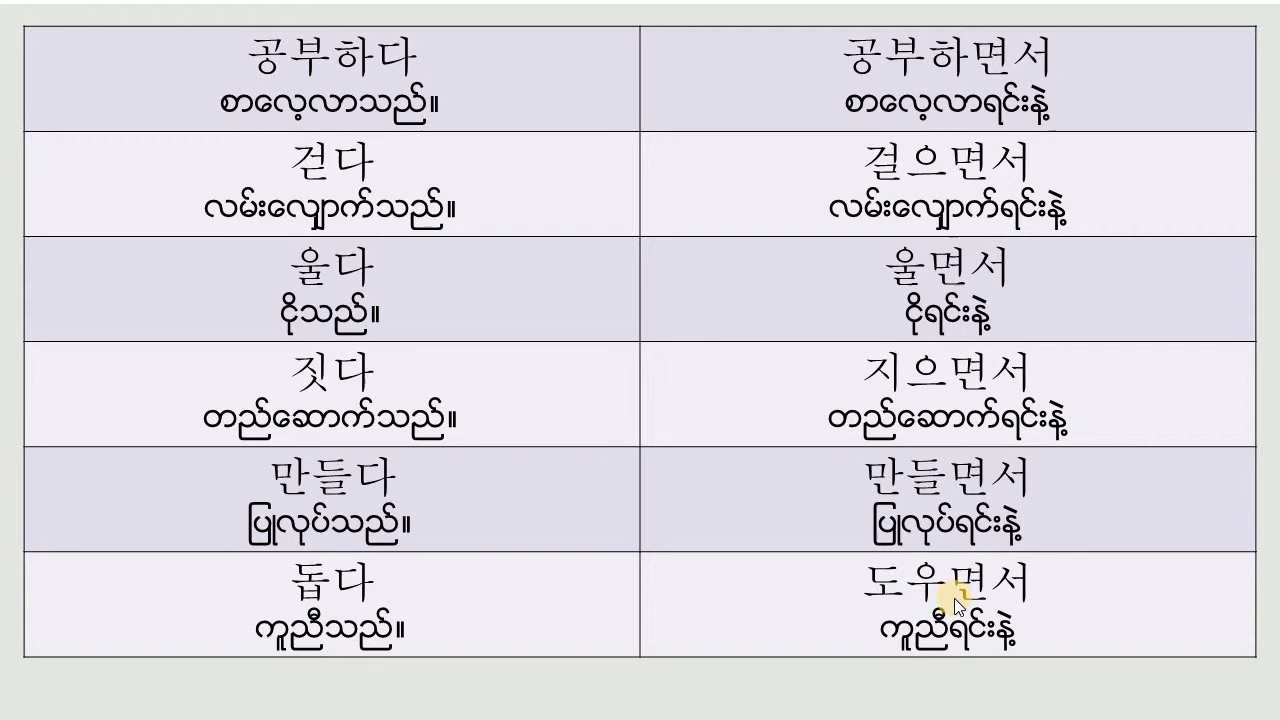 공부하다
စာလေ့လာသည်။
공부하면서
စာလေ့လာရင်းနဲ့
걷다
လမ်းလျှောက်သည်။
걸으면서
လမ်းလျှောက်ရင်းနဲ့
울다
ငိုသည်။
울면서
ငိုရင်းနဲ့
짓다
တည်ဆောက်သည်။
지으면서
တည်ဆောက်ရင်းနဲ့
만들다
ပြုလုပ်သည်။
만들면서
ပြုလုပ်ရင်းနဲ့
돕다
ကူညီသည်။
도우면서
ကူညီရင်းနဲ့